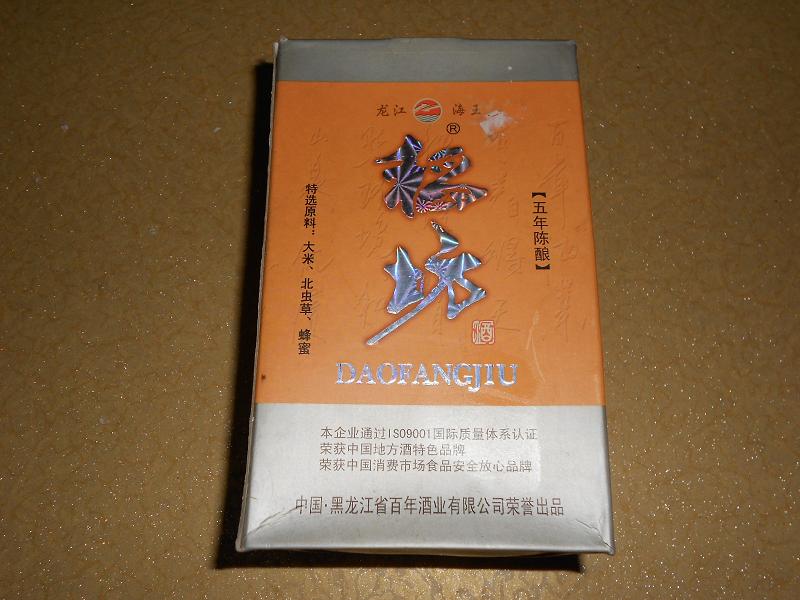 龙江 海王
®
稻坊
酒
DAOFANGJIU
【五年陈酿】
特选原料：大米、北虫草、蜂蜜
本企业通过ISO9001国际质量体系认证
荣获中国地方酒特色品牌
荣获中国消费市场食品安全放心品牌
中国·黑龙江省百年酒业有限公司荣誉出品